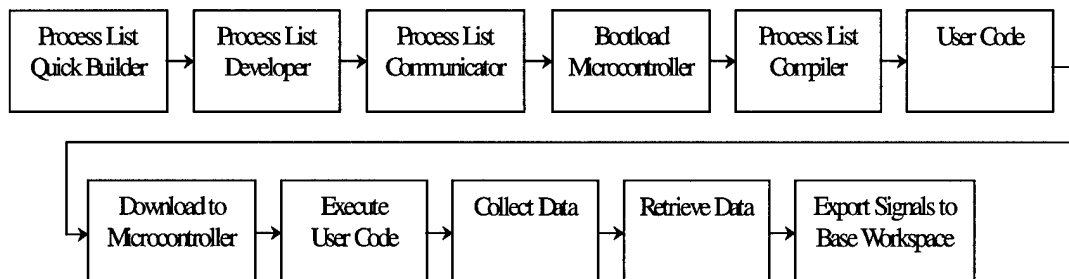 Process List
Quick Builder
Process List
Developer
Process List
Communicator
Bootload
Microcontroller
Process List
Compiler
User Code
Download to
Microcontroller
Execute
User Code
Collect Data
Retrieve Data
Export Signals to
Base Workspace